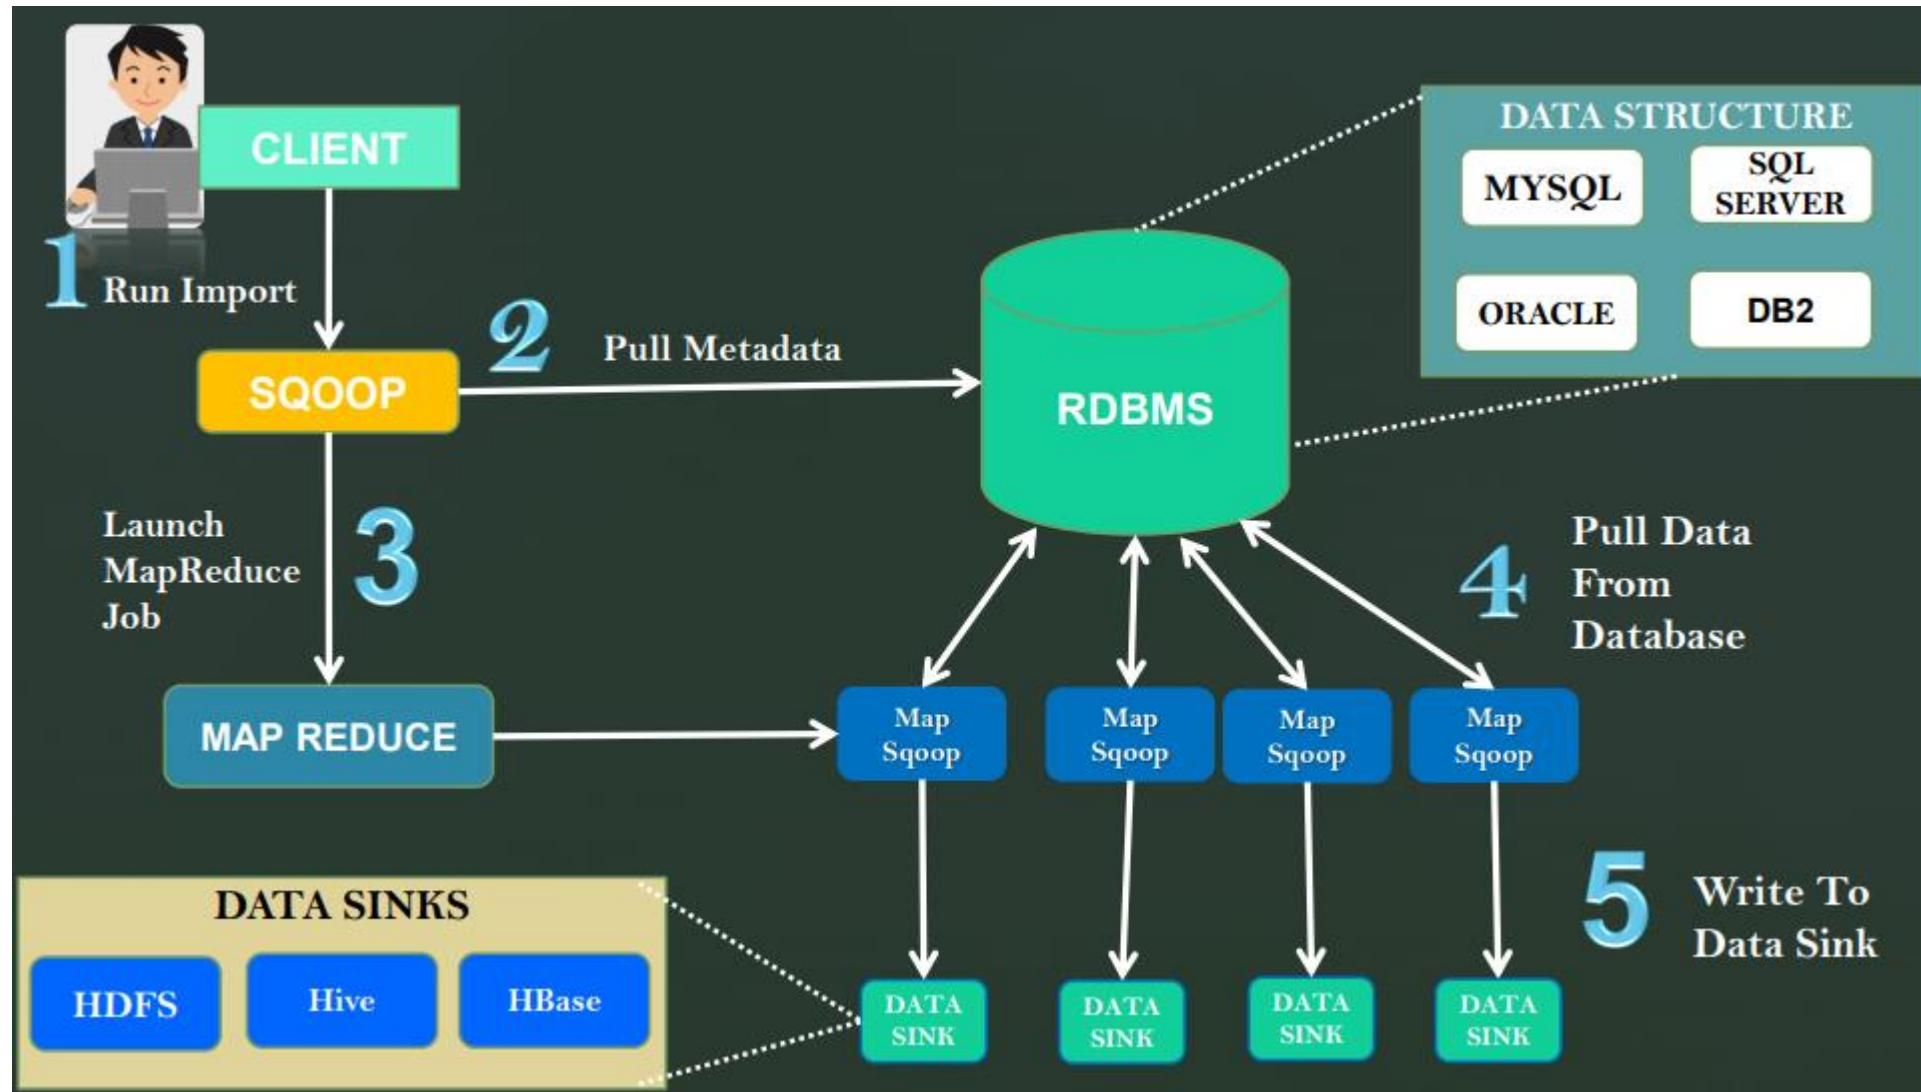 CLIENT
1
Run Import
SQOOP
2
Pull Metadata
RDBMS
DATA STRUCTURE
MYSQL
SQL
SERVER
ORACLE
DB2
Launch
MapReduce
Job
3
MAP REDUCE
4
Pull Data
From
Database
Map
Sqoop
Map
Sqoop
Map
Sqoop
Map
Sqoop
5
Write To
Data Sink
DATA SINKS
HDFS
Hive
HBase
DATA
SINK
DATA
SINK
DATA
SINK
DATA
SINK